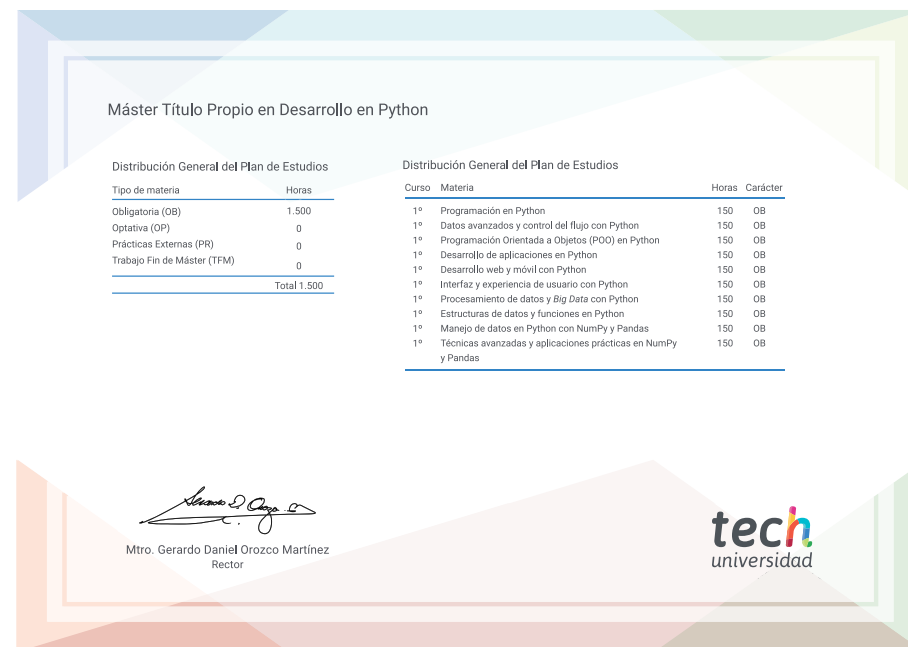 Máster Título Propio en Desarrollo en Python
Distribución General del Plan de Estudios
Tipo de materia Horas
Obligatoria (OB) 1.500
Optativa (OP) 0
Prácticas Externas (PR) 0
Trabajo Fin de Máster (TFM) 0
Total 1.500
Distribución General del Plan de Estudios
Curso Materia Horas Carácter
1º Programación en Python 150 OB
1º Datos avanzados y control del flujo con Python 150 OB
1º Programación Orientada a Objetos (POO) en Python 150 OB
1º Desarrollo de aplicaciones en Python 150 OB
1º Desarrollo web y móvil con Python 150 OB
1º Interfaz y experiencia de usuario con Python 150 OB
1º Procesamiento de datos y Big Data con Python 150 OB
1º Estructuras de datos y funciones en Python 150 OB
1º Manejo de datos en Python con NumPy y Pandas 150 OB
1º Técnicas avanzadas y aplicaciones prácticas en NumPy 150 OB
y Pandas
Mtro. Gerardo Daniel Orozco Martínez
Rector
tech
universidad